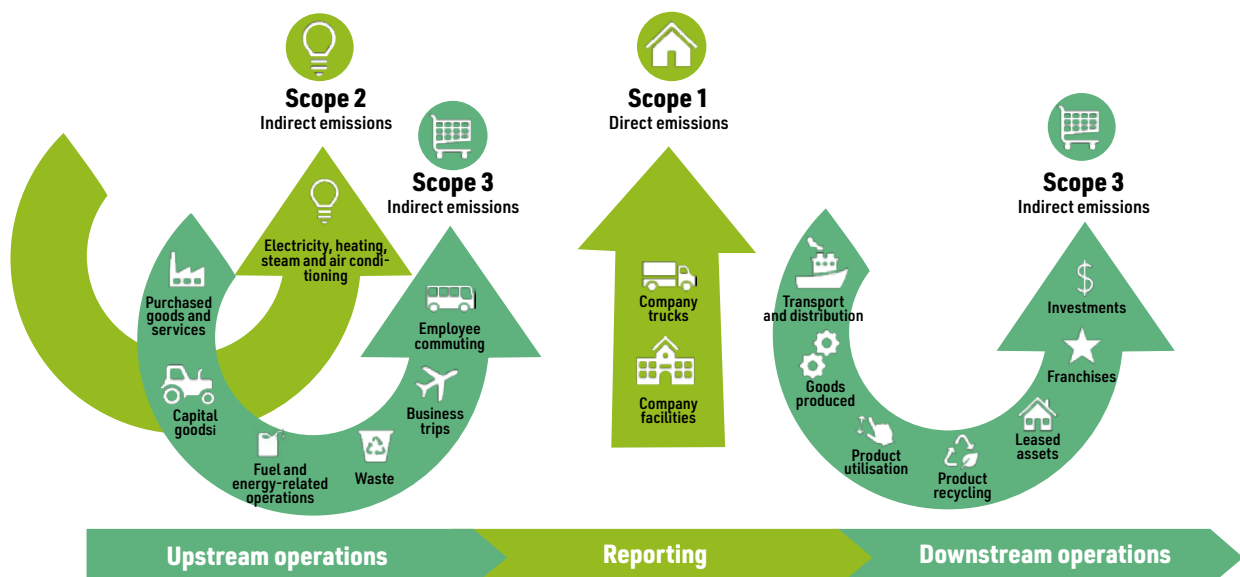 Scope 2
Indirect emissions
Electricity, heating,
steam and air condi-
tioning
Scope 3
Indirect emissions
Purchased
goods and
services
Capital
goodsi
Fuel and
energy-related
operations
Waste
Business
trips
Employee
commuting
Scope 1
Direct emissions
Company
trucks
Company
facilities
Scope 3
Indirect emissions
Transport
and distribution
Goods
produced
Product
utilisation
Product
recycling
Leased
assets
Franchises
$
Investments
Upstream operations
Reporting
Downstream operations